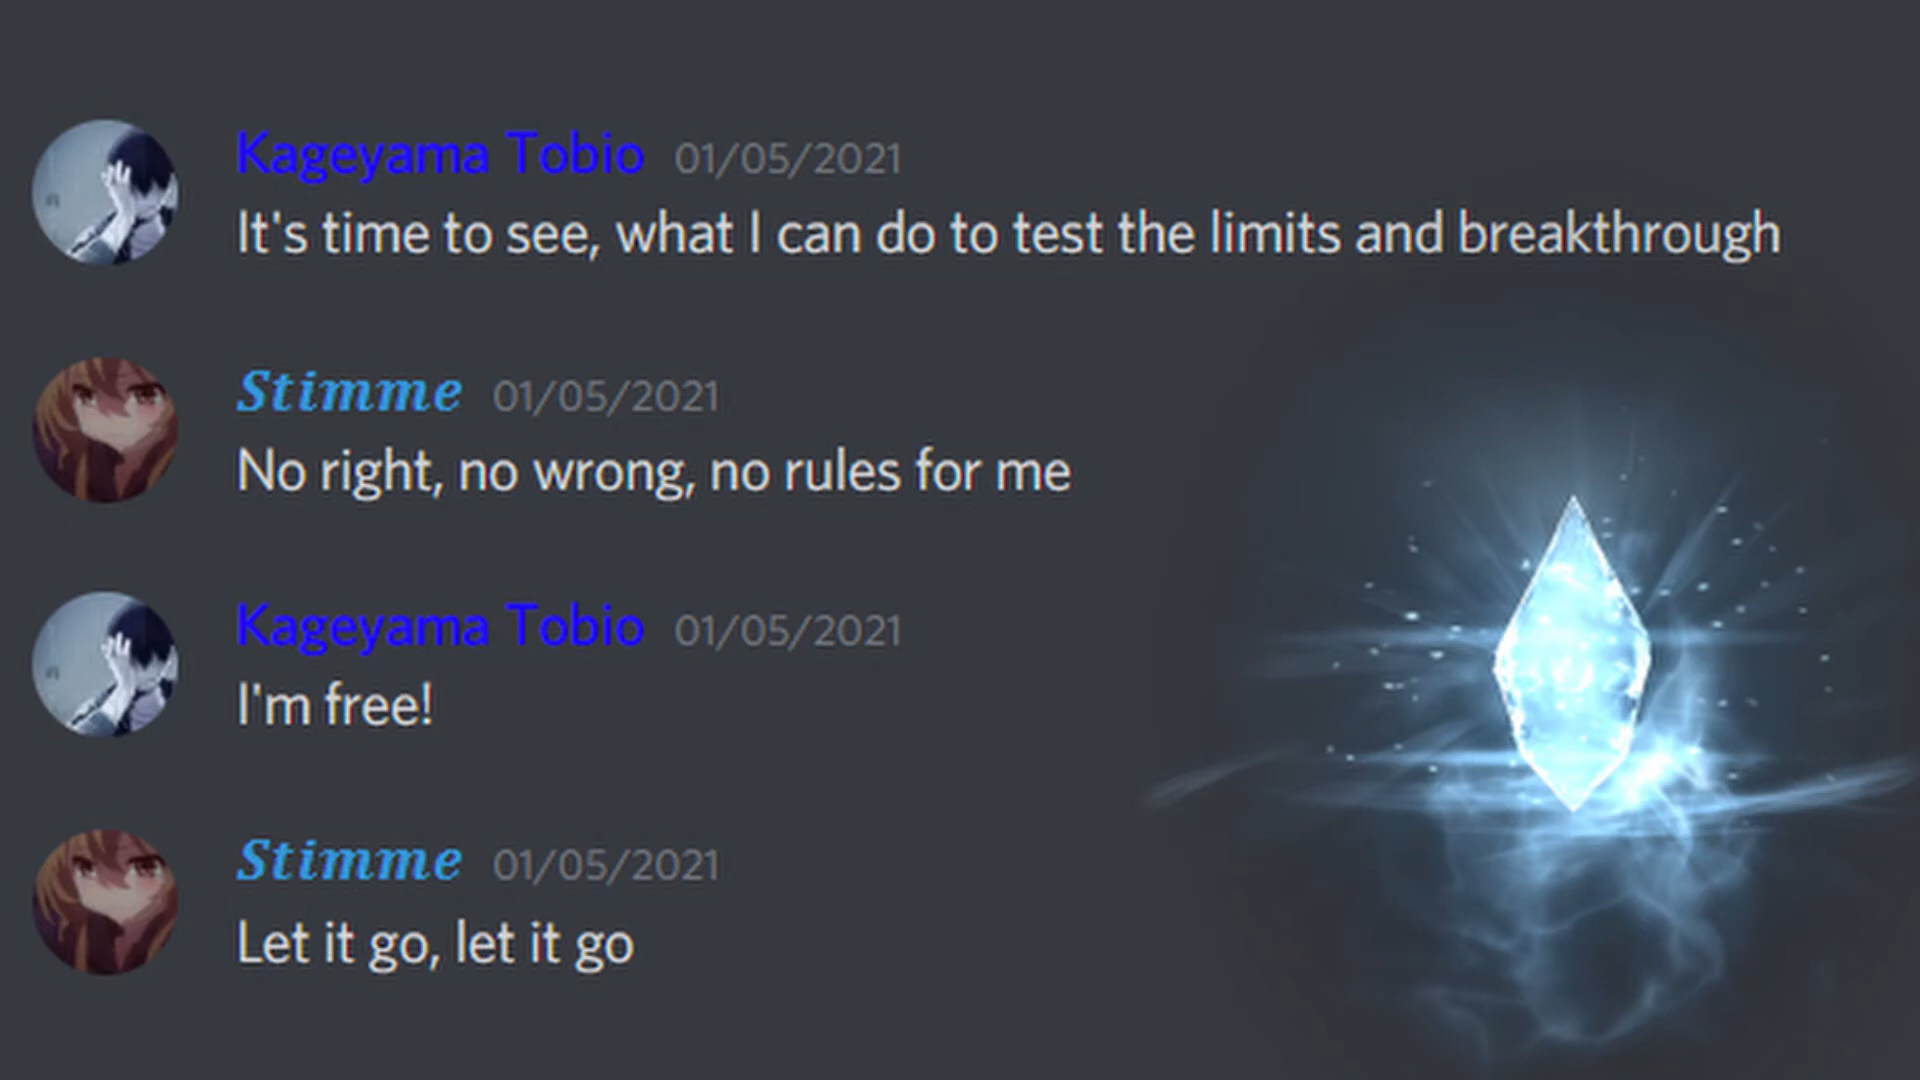 Kageyama Tobio 01/05/2021
It's time to see, what I can do to test the limits and breakthrough
Stimme 01/05/2021
No right, no wrong, no rules for me
Kageyama Tobio 01/05/2021
I'm free!
Stimme 01/05/2021
Let it go, let it go